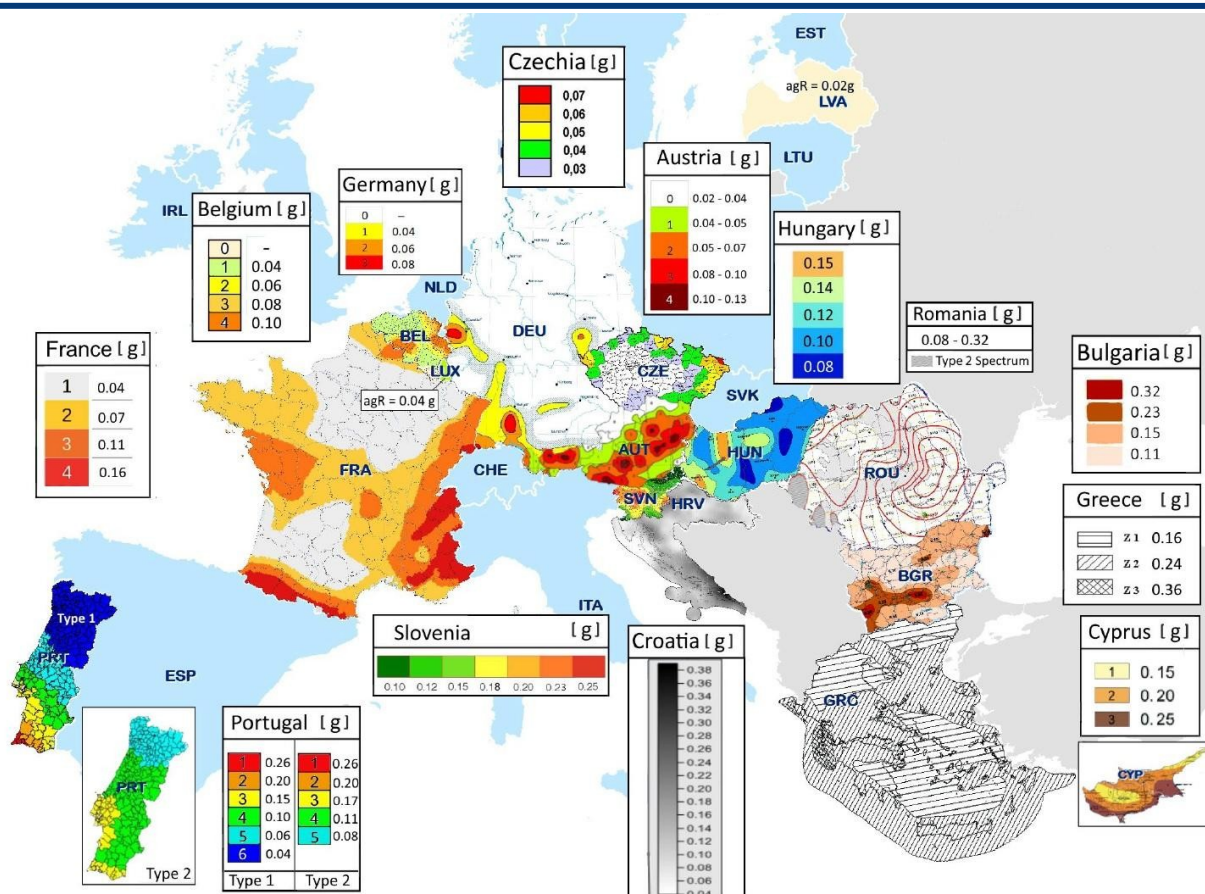 EST
agR = 0.02g
LVA
LTU
Czechia [g]
0,07
0,06
0,05
0,04
0,03
Austria [ g]
0 0.02 - 0.04
1 0.04 - 0.05
2 0.05 - 0.07
3 0.08 - 0.10
4 0.10 - 0.13
IRL
Belgium [ g]
0 –
1 0.04
2 0.06
3 0.08
4 0.10
Germany[ g]
0 –
1 0.04
2 0.06
3 0.08
Hungary[ g]
0.15
0.14
0.12
0.10
0.08
NLD
DEU
BEL
LUX
agR = 0.04 g
CZE
SVK
Romania [ g]
0.08 - 0.32
Type 2 Spectrum
Bulgaria[ g]
0.32
0.23
0.15
0.11
France[ g]
1 0.04
2 0.07
3 0.11
4 0.16
FRA
CHE
AUT
HUN
SVN
HRV
ROU
BGR
Greece [g]
Z1 0.16
Z2 0.24
Z3 0.36
ITA
Type 1
PRT
ESP
Slovenia [g]
0.10 0.12 0.15 0.18 0.20 0.23 0.25
Croatia[g]
0.38
0.36
0.34
0.32
0.30
0.28
0.26
0.24
0.22
0.20
0.18
0.16
0.14
0.12
0.10
0.08
0.06
0.04
GRC
Cyprus [g]
1 0.15
2 0.20
3 0.25
CYP
PRT
Type 2
Portugal [g]
1 0.26 1 0.26
2 0.20 2 0.20
3 0.15 3 0.17
4 0.10 4 0.11
5 0.06 5 0.08
6 0.04
Type 1 Type 2